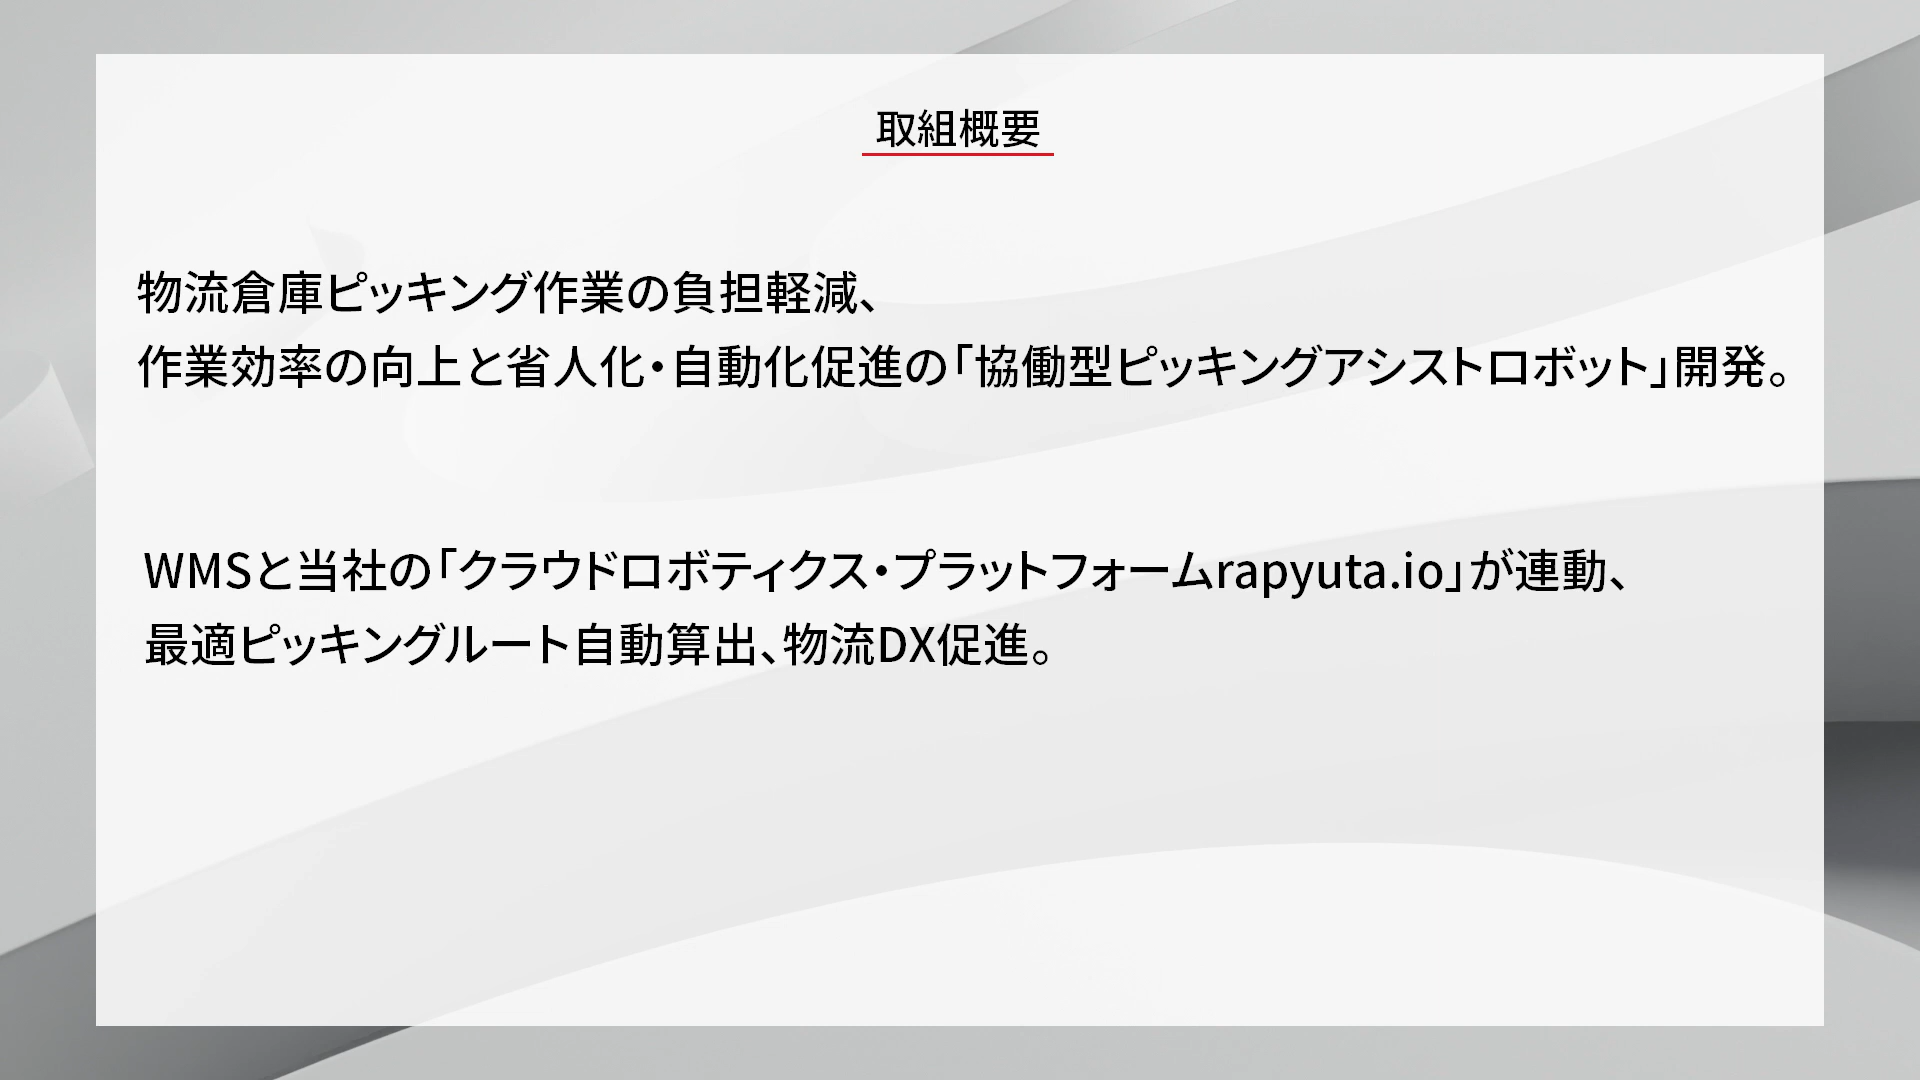 取組概要
物流倉庫ピッキング作業の負担軽減、
作業効率の向上と省人化・自動化促進の「協働型ピッキングアシストロボット」開発。
WMSと当社の「クラウドロボティクス・プラットフォームrapyuta.io」が連動、
最適ピッキングルート自動算出、物流DX促進。